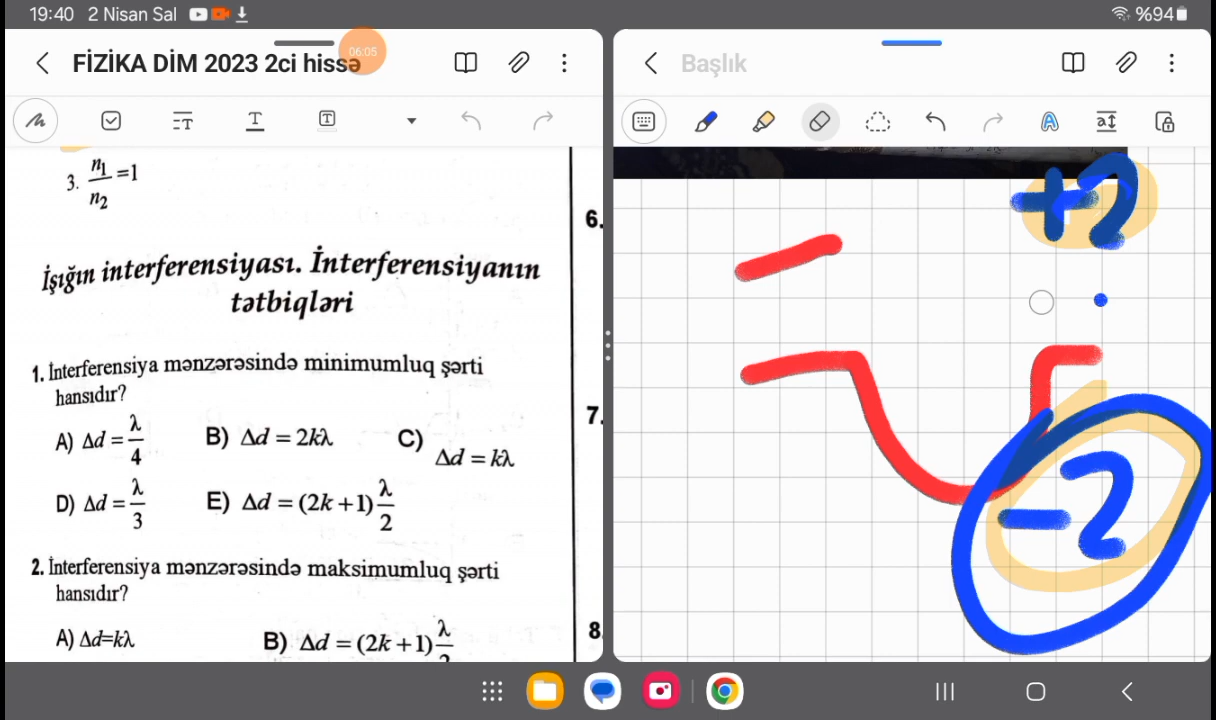 19:40 2 Nisan Sal
%94
FİZİKA DİM 2023 2ci hissə
06:05
3. n1/n2 =1
İşığın interferensiyası. İnterferensiyanın
tətbiqləri
1. İnterferensiya mənzərəsində minimumluq şərti
hansıdır?
A) Δd = λ/4 B) Δd = 2kλ C) Δd = kλ
D) Δd = λ/3 E) Δd = (2k+1) λ/2
2. İnterferensiya mənzərəsində maksimumluq şərti
hansıdır?
A) Δd=kλ B) Δd = (2k+1) λ/2
6.
7.
8
Başlık
+2
-2